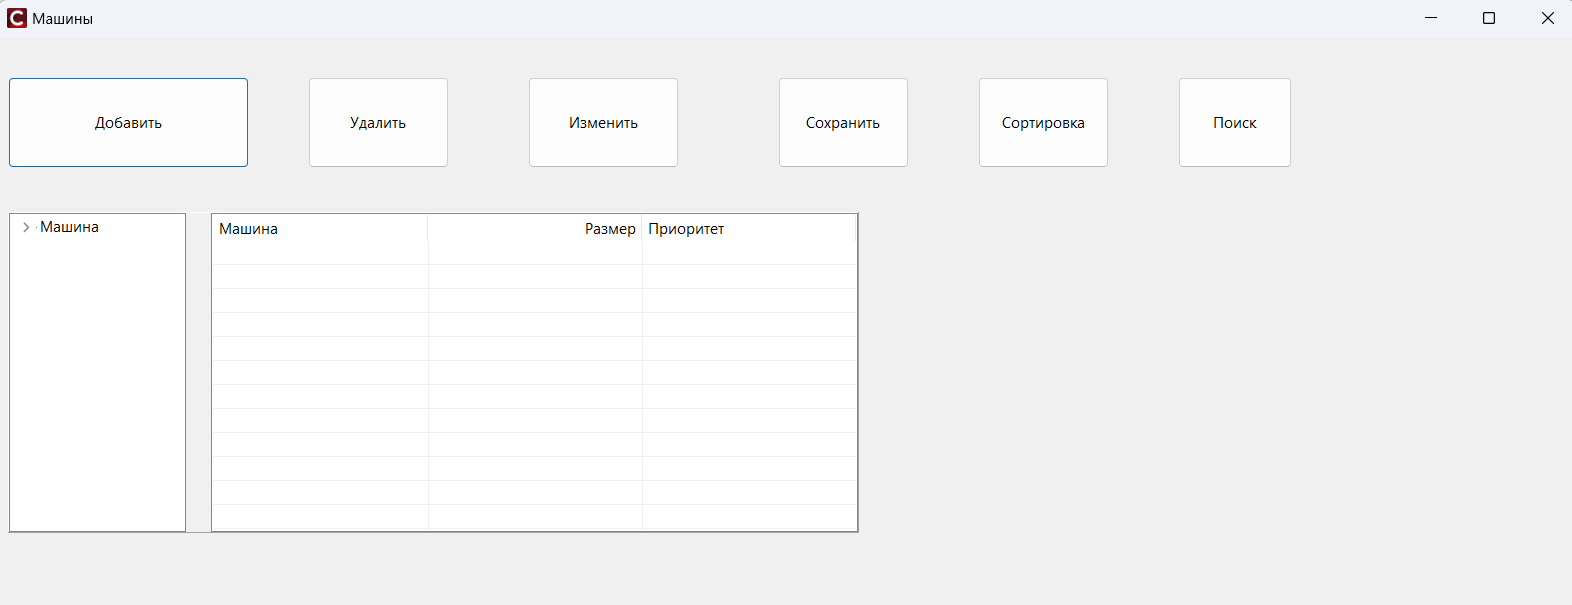 Машины
Добавить
Удалить
Изменить
Сохранить
Сортировка
Поиск
Машина
Машина Размер Приоритет